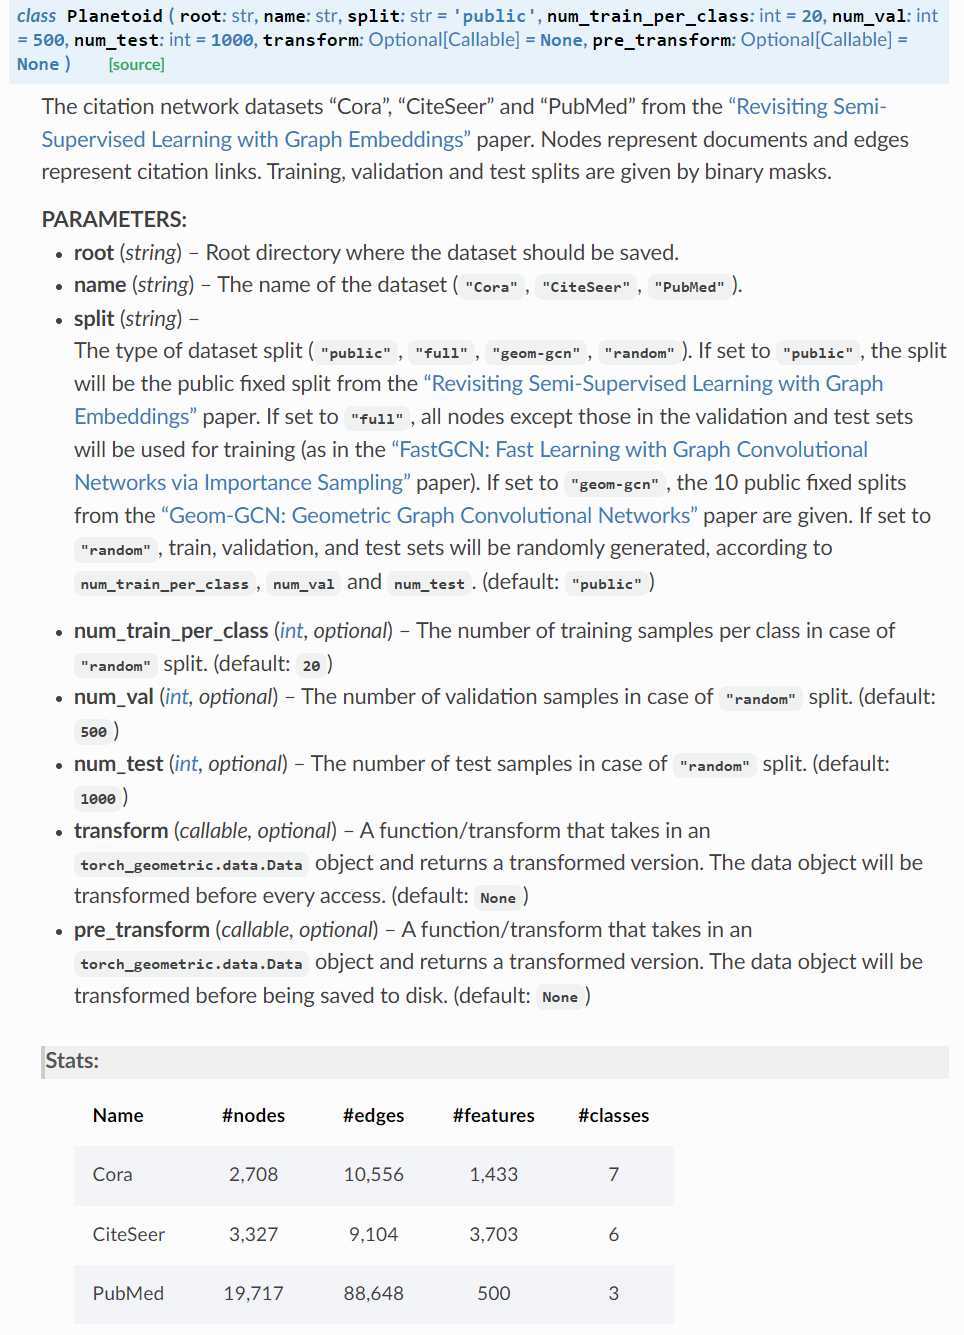 class Planetoid ( root: str, name: str, split: str = 'public', num_train_per_class: int = 20, num_val: int
= 500, num_test: int = 1000, transform: Optional[Callable] = None, pre_transform: Optional[Callable] =
None ) [source]
The citation network datasets “Cora”, “CiteSeer” and “PubMed” from the “Revisiting Semi-
Supervised Learning with Graph Embeddings” paper. Nodes represent documents and edges
represent citation links. Training, validation and test splits are given by binary masks.
PARAMETERS:
• root (string) – Root directory where the dataset should be saved.
• name (string) – The name of the dataset ( "Cora" , "CiteSeer" , "PubMed" ).
• split (string) –
The type of dataset split ( "public" , "full" , "geom-gcn" , "random" ). If set to "public" , the split
will be the public fixed split from the “Revisiting Semi-Supervised Learning with Graph
Embeddings” paper. If set to "full" , all nodes except those in the validation and test sets
will be used for training (as in the “FastGCN: Fast Learning with Graph Convolutional
Networks via Importance Sampling” paper). If set to "geom-gcn" , the 10 public fixed splits
from the “Geom-GCN: Geometric Graph Convolutional Networks” paper are given. If set to
"random" , train, validation, and test sets will be randomly generated, according to
num_train_per_class , num_val and num_test . (default: "public" )
• num_train_per_class (int, optional) – The number of training samples per class in case of
"random" split. (default: 20 )
• num_val (int, optional) – The number of validation samples in case of "random" split. (default:
500 )
• num_test (int, optional) – The number of test samples in case of "random" split. (default:
1000 )
• transform (callable, optional) – A function/transform that takes in an
torch_geometric.data.Data object and returns a transformed version. The data object will be
transformed before every access. (default: None )
• pre_transform (callable, optional) – A function/transform that takes in an
torch_geometric.data.Data object and returns a transformed version. The data object will be
transformed before being saved to disk. (default: None )
Stats:
Name #nodes #edges #features #classes
Cora 2,708 10,556 1,433 7
CiteSeer 3,327 9,104 3,703 6
PubMed 19,717 88,648 500 3